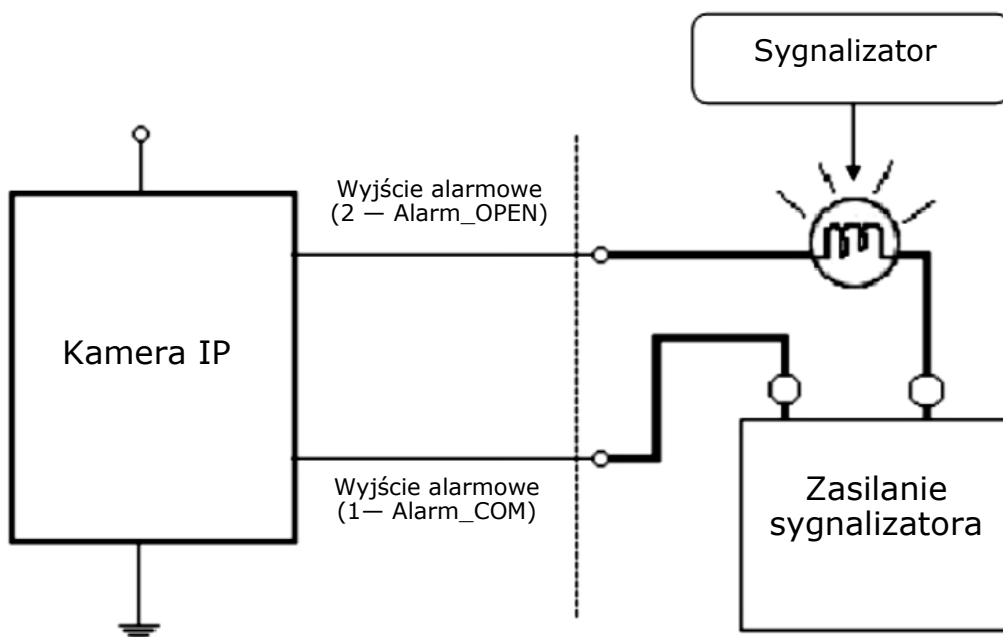 Sygnalizator
Wyjście alarmowe
(2 — Alarm_OPEN)
Kamera IP
Wyjście alarmowe
(1— Alarm_COM)
Zasilanie
sygnalizatora